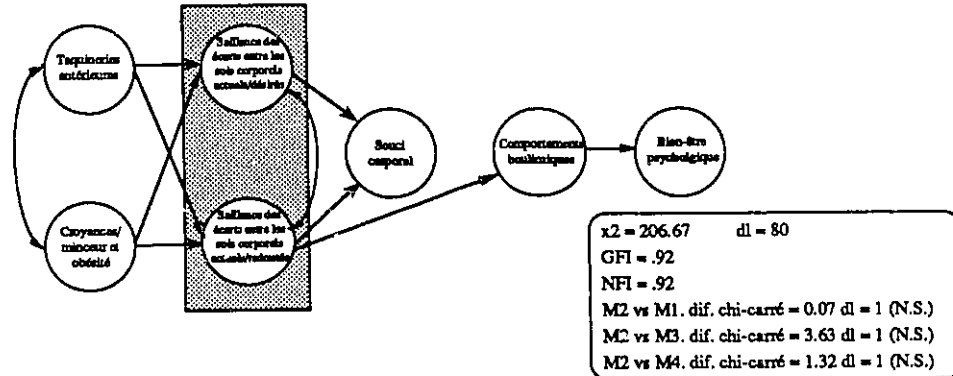 Taquineries
antérieures
Saillance des
écarts entre les
sois corporels
actuels/désirés
Souci
corporel
Comportements
boulimiques
Bien-être
psycholgique
Croyances/
minceur et
obésité
Saillance des
écarts entre les
sois corporels
actuels/redoutés
x2 = 206.67 dl = 80
GFI = .92
NFI = .92
M2 vs M1. dif. chi-carré = 0.07 dl = 1 (N.S.)
M2 vs M3. dif. chi-carré = 3.63 dl = 1 (N.S.)
M2 vs M4. dif. chi-carré = 1.32 dl = 1 (N.S.)